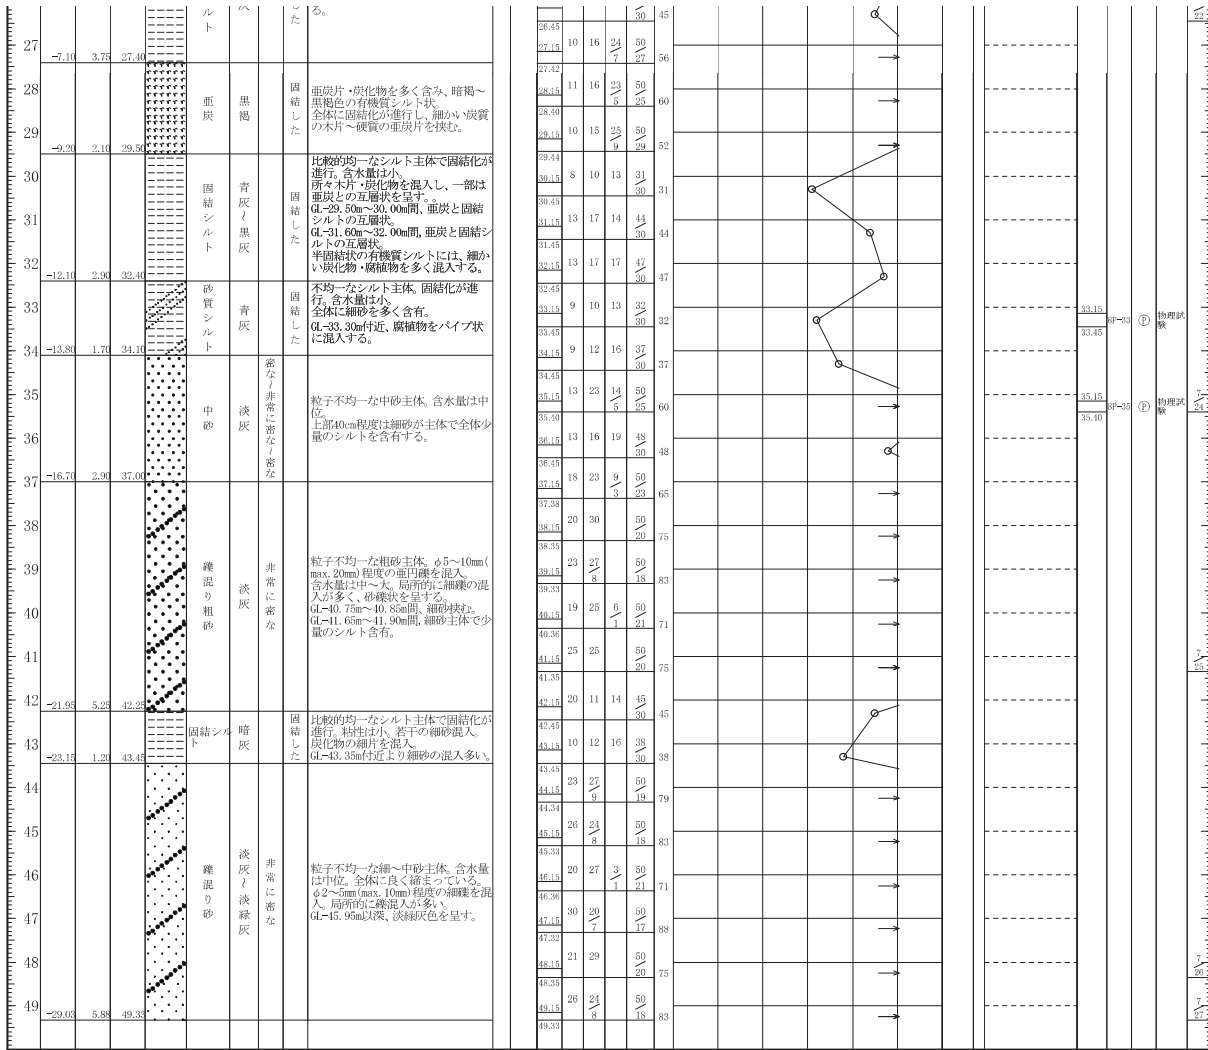 ルト
灰
した
る。
27
-7.10 3.75 27.40
28
29
亜炭
黒褐
固結した
亜炭片・炭化物を多く含み、暗褐～
黒褐色の有機質シルト状。
全体に固結化が進行し、細かい炭質
の木片～硬質の亜炭片を挟む。
-9.20 2.10 29.50
30
31
32
固結シルト
青灰～黒灰
固結した
比較的均一なシルト主体で固結化が
進行。含水量は小。
所々木片・炭化物を混入し、一部は
亜炭との互層状を呈す。。
GL-29.50m～30.00m間、亜炭と固結
シルトの互層状。
GL-31.60m～32.00m間,亜炭と固結シ
ルトの互層状。
半固結状の有機質シルトには、細か
い炭化物・腐植物を多く混入する。
-12.10 2.90 32.40
33
34
砂質シルト
青灰
固結した
不均一なシルト主体。固結化が進
行。含水量は小。
全体に細砂を多く含有。
GL-33.30m付近、腐植物をパイプ状
に混入する。
-13.80 1.70 34.10
35
36
中砂
淡灰
密な～非常に密な～密な
粒子不均一な中砂主体。含水量は中
位。
上部40cm程度は細砂が主体で全体少
量のシルトを含有する。
-16.70 2.90 37.00
37
38
39
40
41
42
礫混り粗砂
淡灰
非常に密な
粒子不均一な粗砂主体。φ5～10mm(
max.20mm)程度の亜円礫を混入。
含水量は中～大。局所的に細礫の混
入が多く、砂礫状を呈する。
GL-40.75m～40.85m間、細砂挟む。
GL-41.65m～41.90m間,細砂主体で少
量のシルト含有。
-21.95 5.25 42.25
43
固結シルト
暗灰
固結した
比較的均一なシルト主体で固結化が
進行。粘性は小。若干の細砂混入。
炭化物の細片を混入。
GL-43.35m付近より細砂の混入多い。
-23.15 1.20 43.45
44
45
46
47
48
49
礫混り砂
淡灰～淡緑灰
非常に密な
粒子不均一な細～中砂主体。含水量
は中位。全体に良く締まっている。
φ2～5mm(max.10mm)程度の細礫を混
入。局所的に礫混入が多い。
GL-45.95m以深、淡緑灰色を呈す。
-29.03 5.88 49.33
30 45
26.45
27.15 10 16 24/7 50/27 56
27.42
28.15 11 16 23/5 50/25 60
28.40
29.15 10 15 25/9 50/29 52
29.44
30.15 8 10 13 31/30 31
30.45
31.15 13 17 14 44/30 44
31.45
32.15 13 17 17 47/30 47
32.45
33.15 9 10 13 32/30 32
33.45
34.15 9 12 16 37/30 37
34.45
35.15 13 23 14/5 50/25 60
35.40
36.15 13 16 19 48/30 48
36.45
37.15 18 23 9/3 50/23 65
37.38
38.15 20 30 50/20 75
38.35
39.15 23 27/8 50/18 83
39.33
40.15 19 25 6/1 50/21 71
40.36
41.15 25 25 50/20 75
41.35
42.15 20 11 14 45/30 45
42.45
43.15 10 12 16 38/30 38
43.45
44.15 23 27/9 50/19 79
44.34
45.15 26 24/8 50/18 83
45.33
46.15 20 27 3/1 50/21 71
46.36
47.15 30 20/7 50/17 88
47.32
48.15 21 29 50/20 75
48.35
49.15 26 24/8 50/18 83
49.33
33.15
33.45
8P-33 Ⓟ 物理試験
35.15
35.40
8P-35 Ⓟ 物理試験
22
7/24
7/25
7/26
7/27